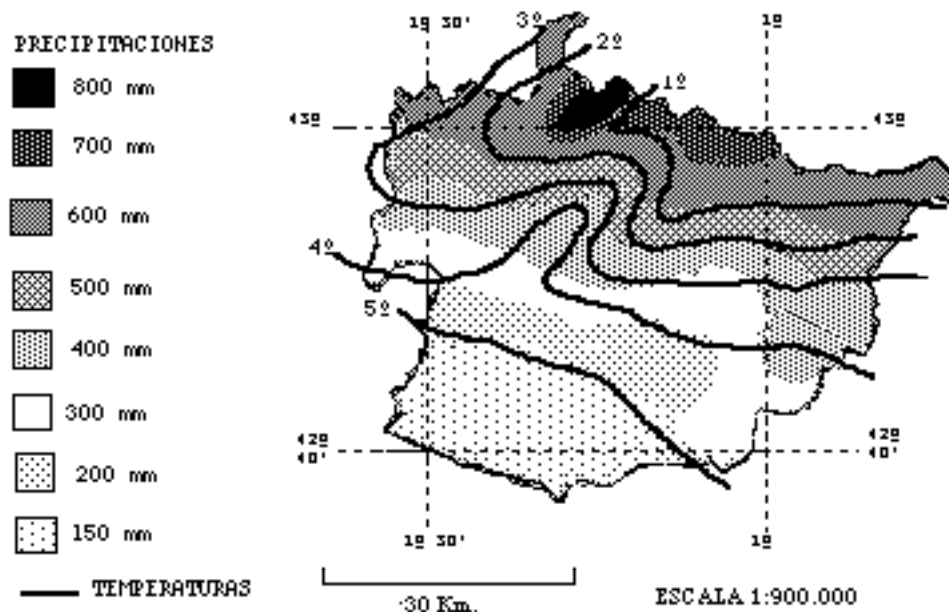 PRECIPITACIONES
800 mm
700 mm
600 mm
500 mm
400 mm
300 mm
200 mm
150 mm
TEMPERATURAS
1º 30'
3º
2º
1º
1º
43º
43º
4º
5º
42º
40'
42º
40'
1º 30'
1º
30 Km.
ESCALA 1:900.000